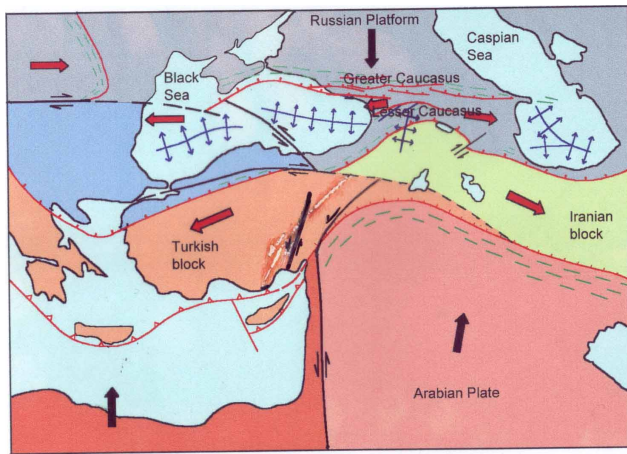 Russian Platform
Caspian
Sea
Black
Sea
Greater Caucasus
Lesser Caucasus
Turkish
block
Iranian
block
Arabian Plate